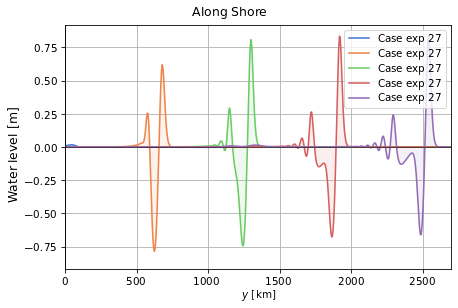 Along Shore
Case exp 27
Case exp 27
Case exp 27
Case exp 27
Case exp 27
Water level [m]
0.75
0.50
0.25
0.00
−0.25
−0.50
−0.75
0 500 1000 1500 2000 2500
y [km]